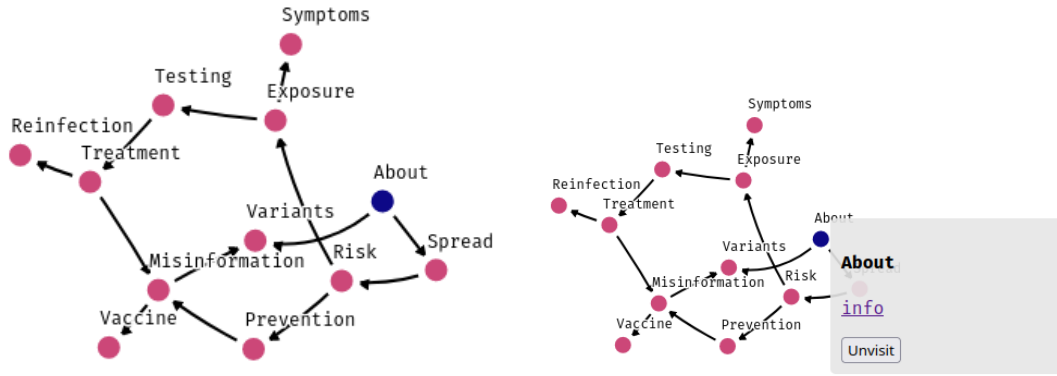 Symptoms
Testing
Exposure
Reinfection
Treatment
About
Variants
Spread
Risk
Misinformation
Vaccine
Prevention
Symptoms
Testing
Exposure
Reinfection
Treatment
About
Variants
Spread
Risk
Misinformation
Vaccine
Prevention
About
info
Unvisit